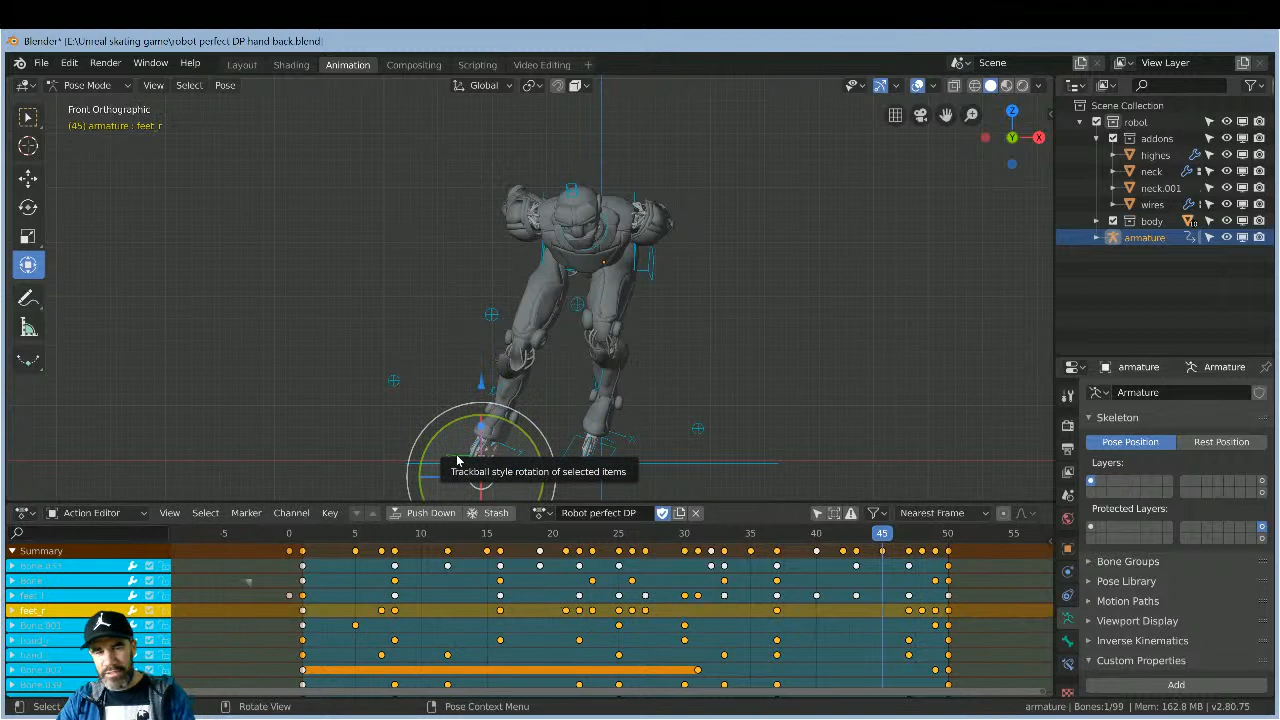 Blender* [E:\Unreal skating game\robot perfect DP hand back.blend]
File Edit Render Window Help Layout Shading Animation Compositing Scripting Video Editing + Scene View Layer
Pose Mode View Select Pose Global
Front Orthographic
(45) armature : feet_r
Z
Y
X
Scene Collection
robot
addons
highes
neck
neck.001
wires
body
armature
armature Armature
Armature
Skeleton
Pose Position Rest Position
Layers:
Protected Layers:
Bone Groups
Pose Library
Motion Paths
Viewport Display
Inverse Kinematics
Custom Properties
Add
Trackball style rotation of selected items
Action Editor View Select Marker Channel Key Push Down Stash Robot perfect DP Nearest Frame
-5 0 5 10 15 20 25 30 35 40 45 50 55
Summary
Bone.033
Bone
feet_l
feet_r
Bone.001
Bone.002
Bone.039
Select Rotate View Pose Context Menu armature | Bones:1/99 | Mem: 162.8 MB | v2.80.75